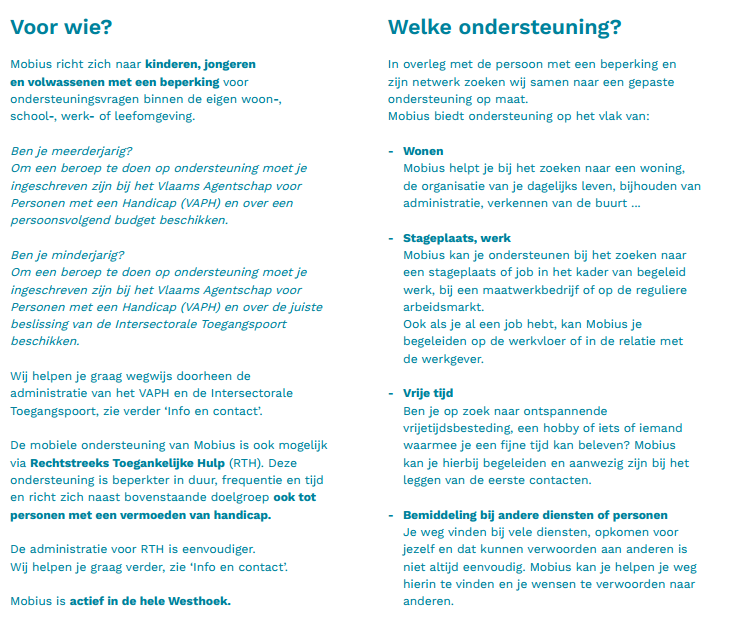 Voor wie?
Mobius richt zich naar kinderen, jongeren
en volwassenen met een beperking voor
ondersteuningsvragen binnen de eigen woon-,
school-, werk- of leefomgeving.
Ben je meerderjarig?
Om een beroep te doen op ondersteuning moet je
ingeschreven zijn bij het Vlaams Agentschap voor
Personen met een Handicap (VAPH) en over een
persoonsvolgend budget beschikken.
Ben je minderjarig?
Om een beroep te doen op ondersteuning moet je
ingeschreven zijn bij het Vlaams Agentschap voor
Personen met een Handicap (VAPH) en over de juiste
beslissing van de Intersectorale Toegangspoort
beschikken.
Wij helpen je graag wegwijs doorheen de
administratie van het VAPH en de Intersectorale
Toegangspoort, zie verder ‘Info en contact’.
De mobiele ondersteuning van Mobius is ook mogelijk
via Rechtstreeks Toegankelijke Hulp (RTH). Deze
ondersteuning is beperkter in duur, frequentie en tijd
en richt zich naast bovenstaande doelgroep ook tot
personen met een vermoeden van handicap.
De administratie voor RTH is eenvoudiger.
Wij helpen je graag verder, zie ‘Info en contact’.
Mobius is actief in de hele Westhoek.
Welke ondersteuning?
In overleg met de persoon met een beperking en
zijn netwerk zoeken wij samen naar een gepaste
ondersteuning op maat.
Mobius biedt ondersteuning op het vlak van:
- Wonen
Mobius helpt je bij het zoeken naar een woning,
de organisatie van je dagelijks leven, bijhouden van
administratie, verkennen van de buurt ...
- Stageplaats, werk
Mobius kan je ondersteunen bij het zoeken naar
een stageplaats of job in het kader van begeleid
werk, bij een maatwerkbedrijf of op de reguliere
arbeidsmarkt.
Ook als je al een job hebt, kan Mobius je
begeleiden op de werkvloer of in de relatie met
de werkgever.
- Vrije tijd
Ben je op zoek naar ontspannende
vrijetijdsbesteding, een hobby of iets of iemand
waarmee je een fijne tijd kan beleven? Mobius
kan je hierbij begeleiden en aanwezig zijn bij het
leggen van de eerste contacten.
- Bemiddeling bij andere diensten of personen
Je weg vinden bij vele diensten, opkomen voor
jezelf en dat kunnen verwoorden aan anderen is
niet altijd eenvoudig. Mobius kan je helpen je weg
hierin te vinden en je wensen te verwoorden naar
anderen.